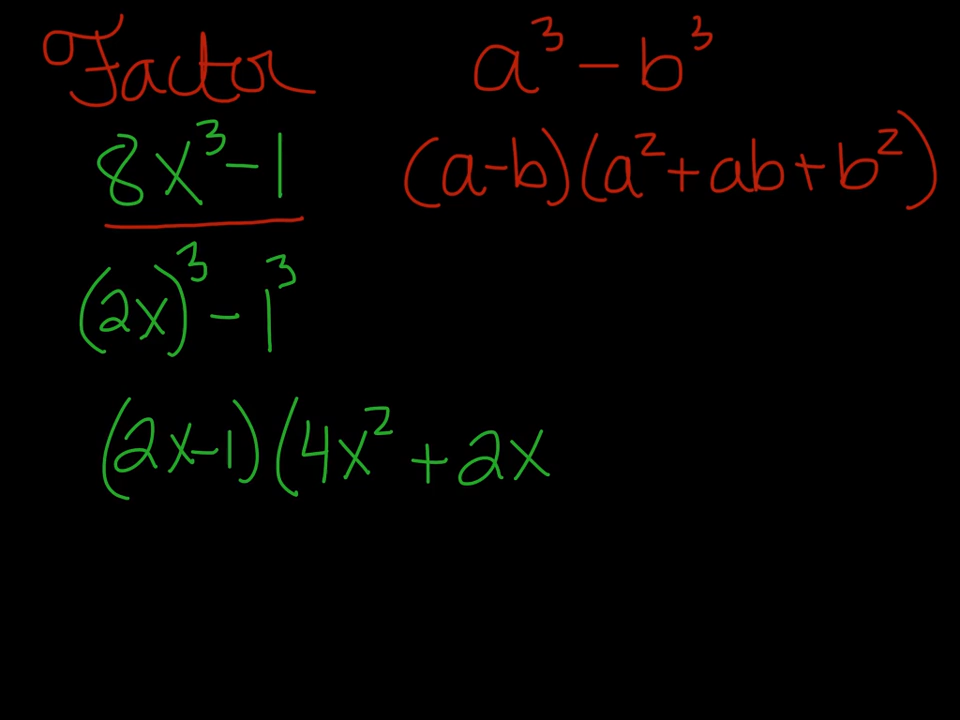 Factor
8x³-1
(2x)³-1³
(2x-1)(4x²+2x
a³-b³
(a-b)(a²+ab+b²)